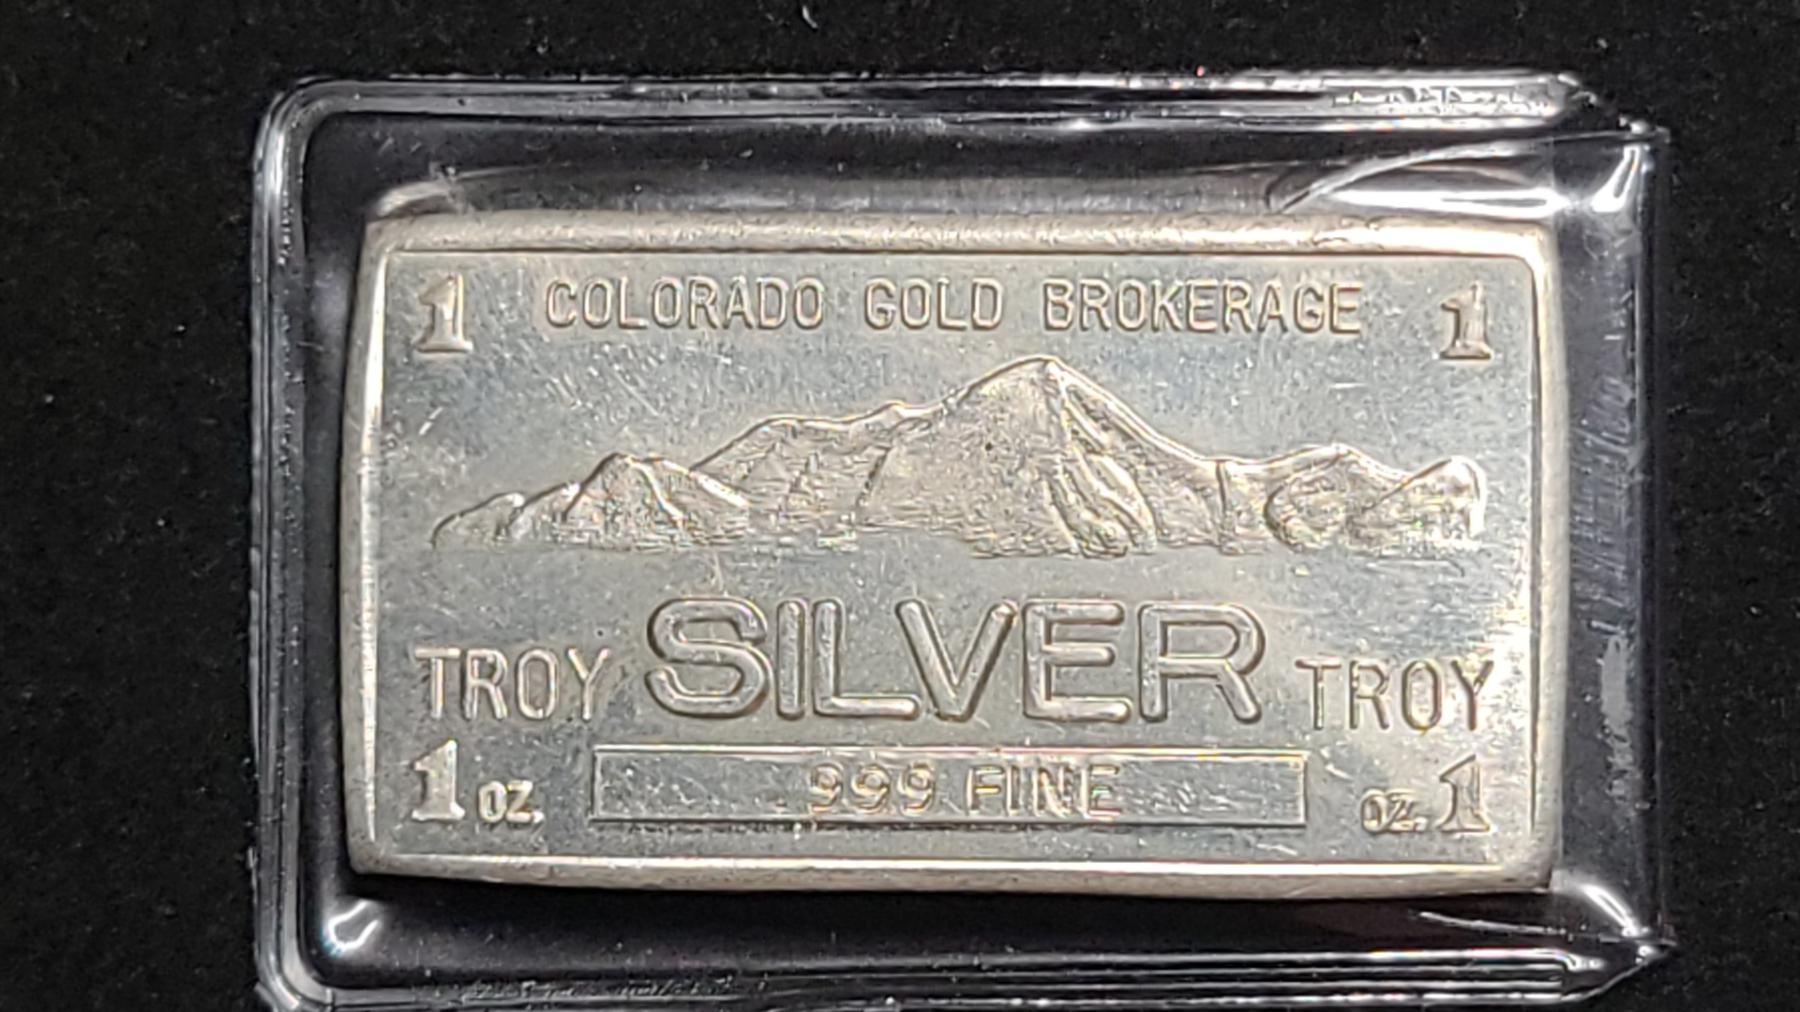 1 COLORADO GOLD BROKERAGE 1
TROY SILVER TROY
1 OZ. 999 FINE OZ. 1